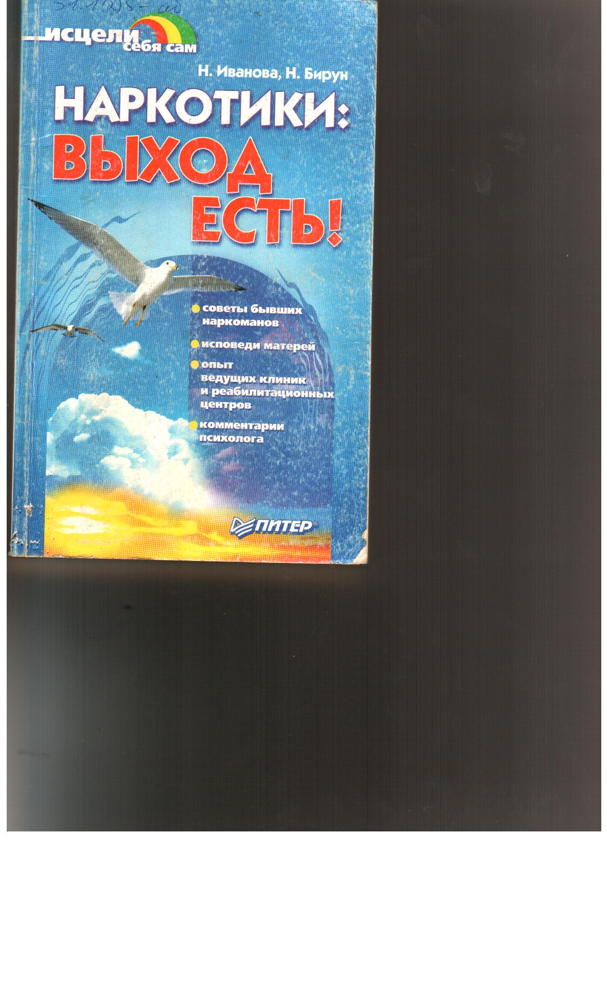 исцели
себя сам
Н. Иванова, Н. Бирун
НАРКОТИКИ:
ВЫХОД
ЕСТЬ!
советы бывших
наркоманов
исповеди матерей
опыт
ведущих клиник
и реабилитационных
центров
комментарии
психолога
ПИТЕР®